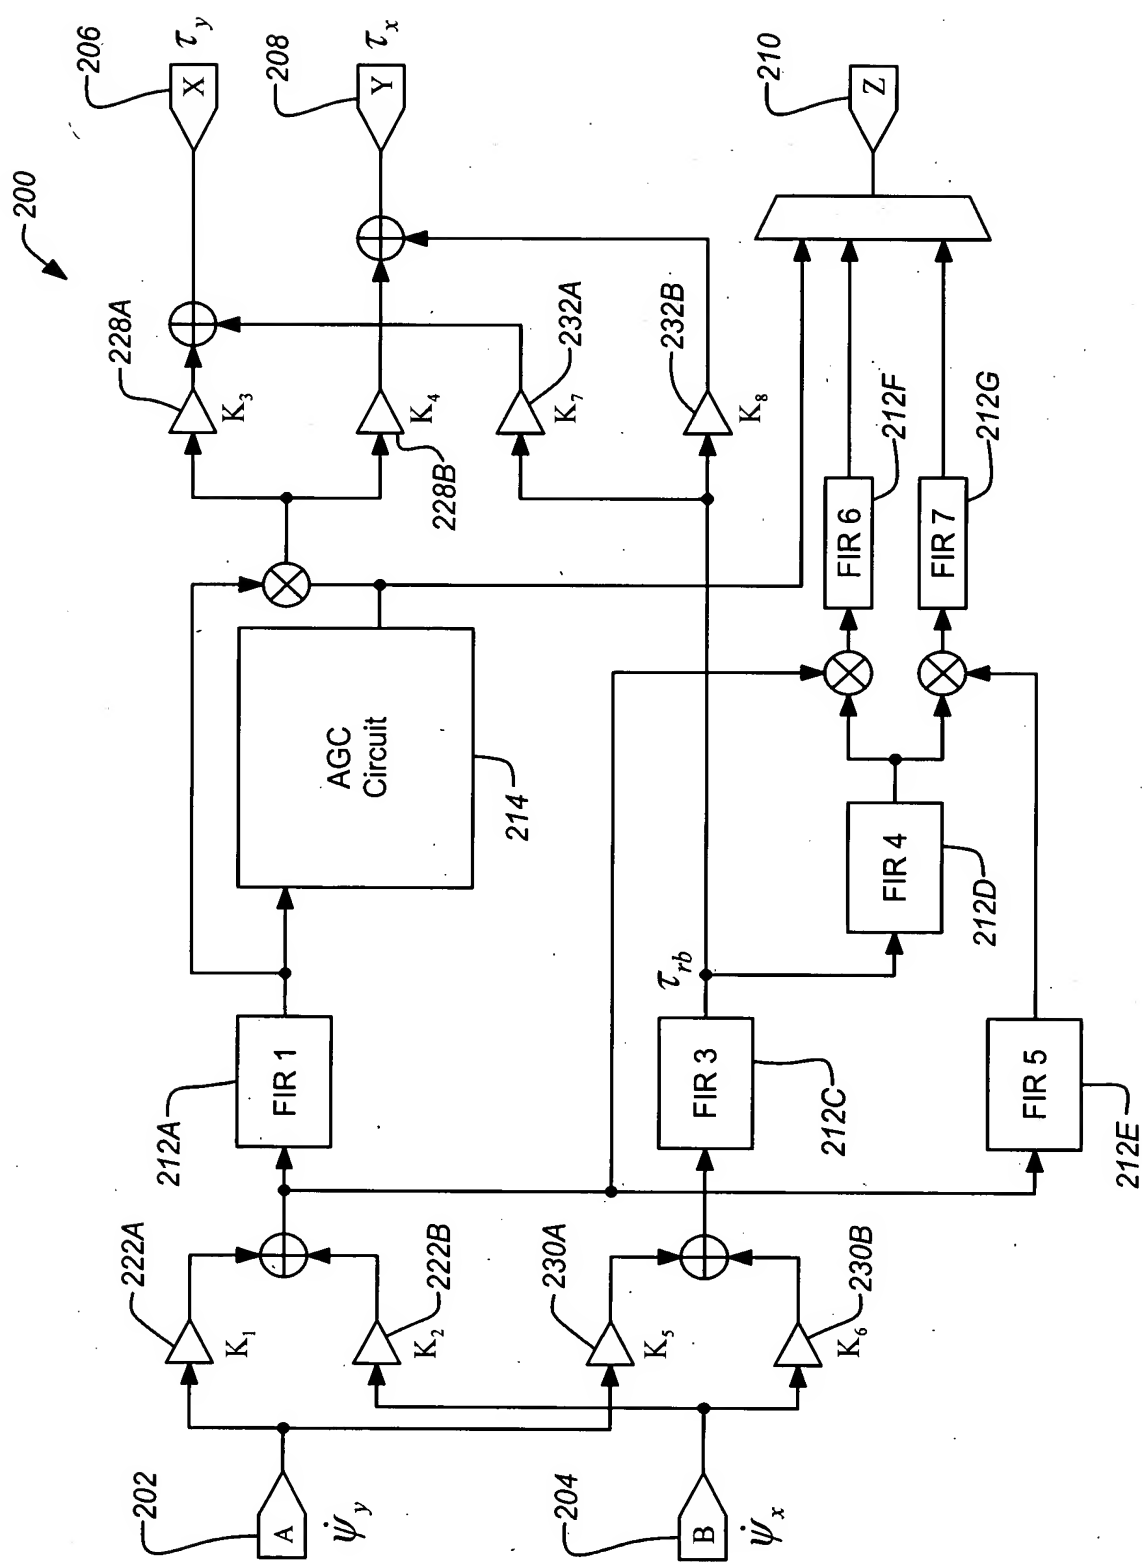 200
202
A
ψ̇y
204
B
ψ̇x
222A
K1
222B
K2
230A
K5
230B
K6
212A
FIR 1
212C
FIR 3
τrb
212E
FIR 5
AGC
Circuit
214
FIR 4
212D
FIR 6
212F
FIR 7
212G
228A
K3
228B
K4
232A
K7
232B
K8
206
X
τy
208
Y
τx
210
Z